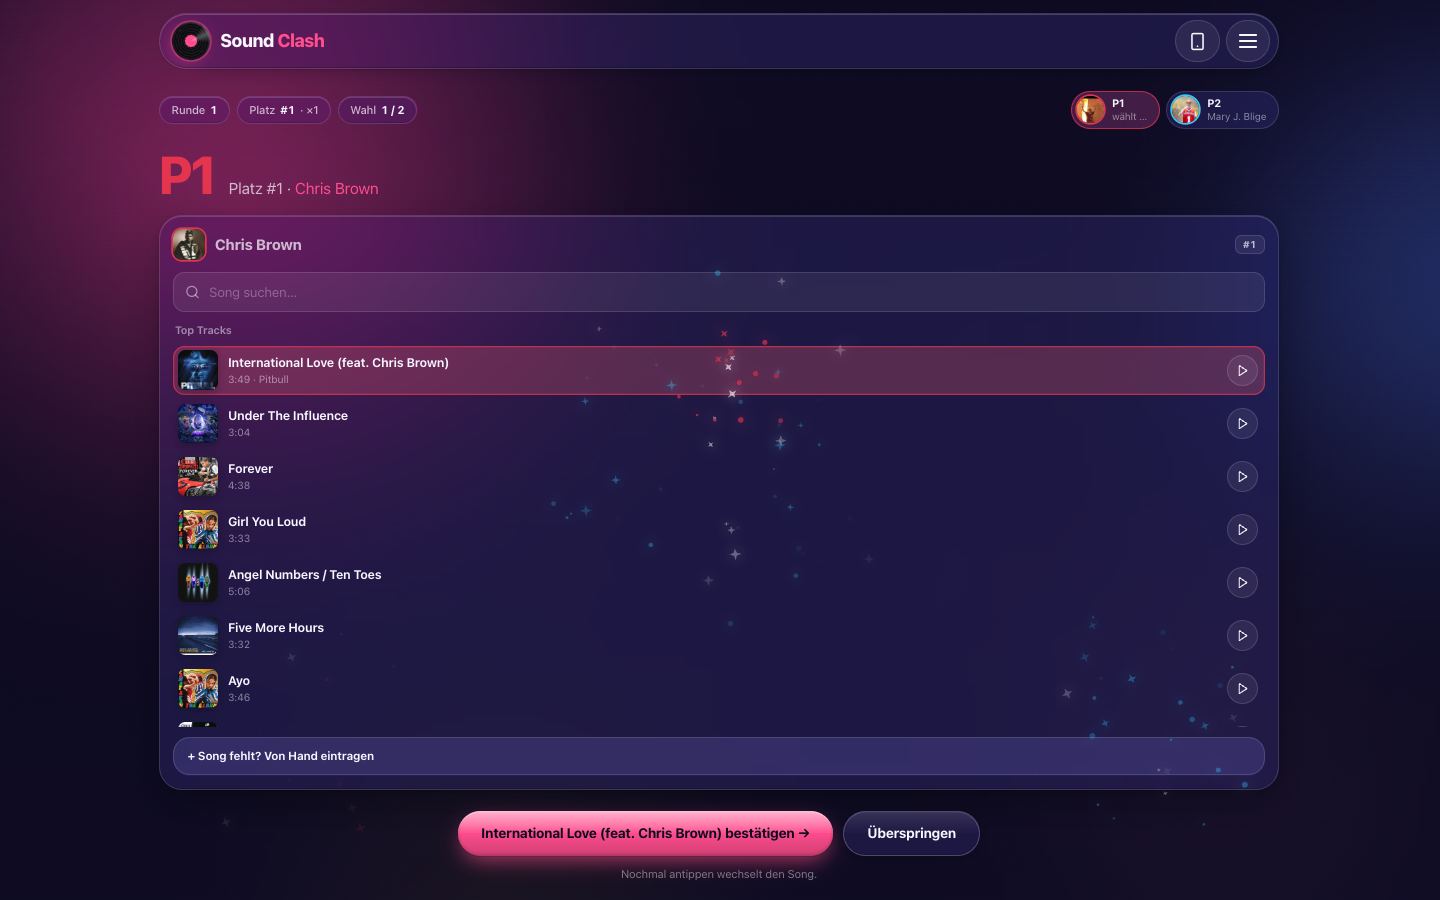 Sound Clash
Runde 1
Platz #1 · ×1
Wahl 1 / 2
P1
wählt ...
P2
Mary J. Blige
P1 Platz #1 · Chris Brown
Chris Brown
#1
Song suchen...
Top Tracks
International Love (feat. Chris Brown)
3:49 · Pitbull
Under The Influence
3:04
Forever
4:38
Girl You Loud
3:33
Angel Numbers / Ten Toes
5:06
Five More Hours
3:32
Ayo
3:46
+ Song fehlt? Von Hand eintragen
International Love (feat. Chris Brown) bestätigen →
Überspringen
Nochmal antippen wechselt den Song.